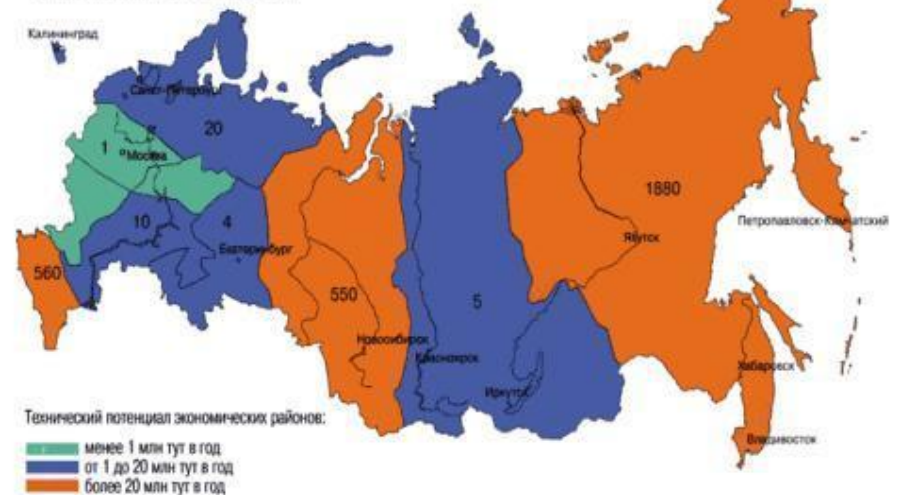 Калининград
Санкт-Петербург
20
1
Москва
1880
10
4
Петропавловск-Камчатский
Якутск
Екатеринбург
560
550
5
Новосибирск
Красноярск
Хабаровск
Иркутск
Технический потенциал экономических районов:
менее 1 млн тут в год
от 1 до 20 млн тут в год
Владивосток
более 20 млн тут в год